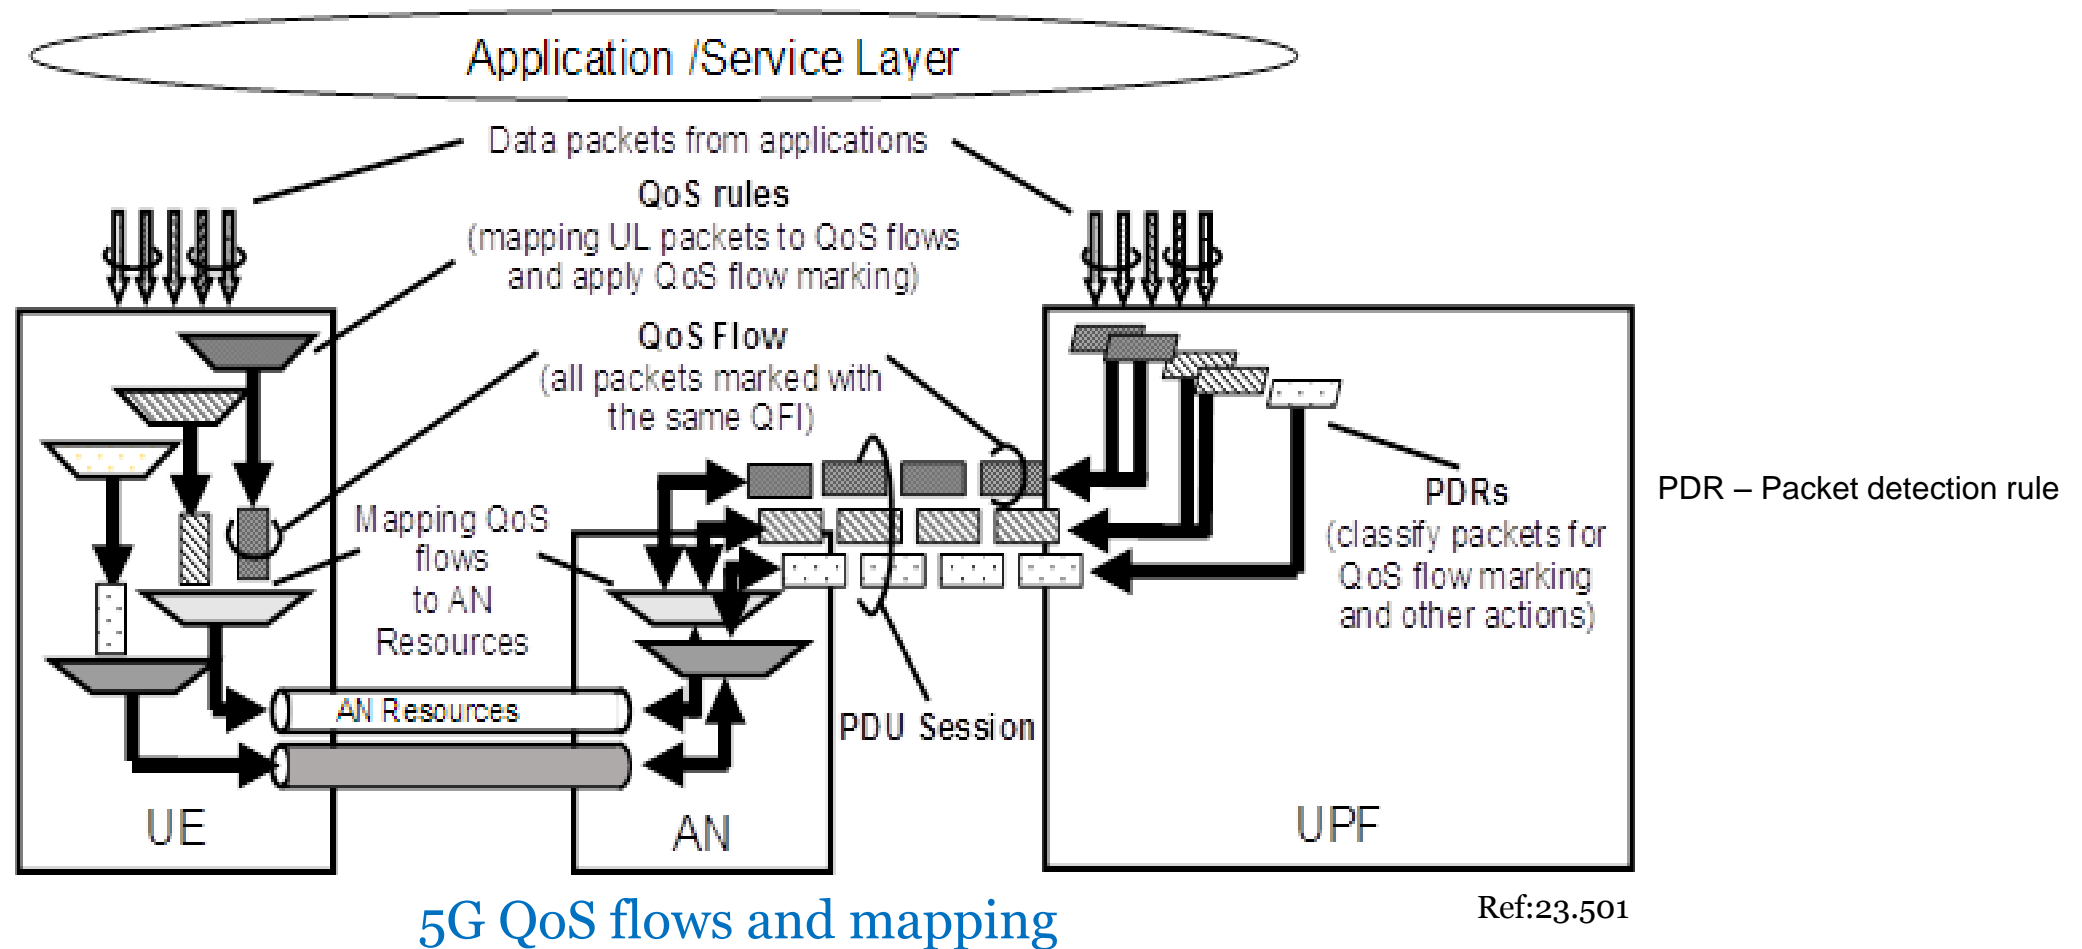 Application /Service Layer
Data packets from applications
QoS rules
(mapping UL packets to QoS flows
and apply QoS flow marking)
QoS Flow
(all packets marked with
the same QFI)
Mapping QoS
flows
to AN
Resources
PDRs
(classify packets for
QoS flow marking
and other actions)
PDR – Packet detection rule
AN Resources
PDU Session
UE
AN
UPF
5G QoS flows and mapping
Ref:23.501